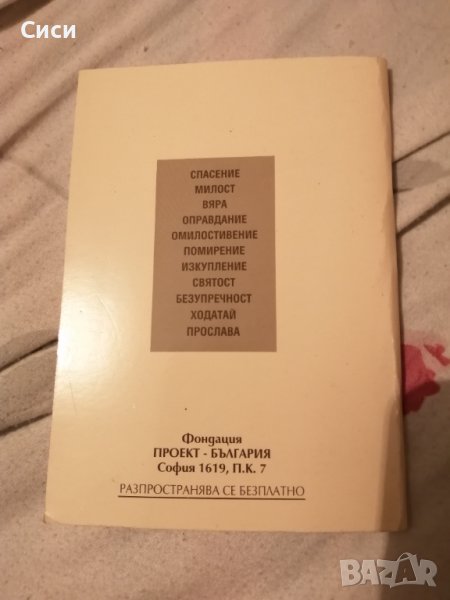 Сиси
СПАСЕНИЕ
МИЛОСТ
ВЯРА
ОПРАВДАНИЕ
ОМИЛОСТИВЕНИЕ
ПОМИРЕНИЕ
ИЗКУПЛЕНИЕ
СВЯТОСТ
БЕЗУПРЕЧНОСТ
ХОДАТАЙ
ПРОСЛАВА
Фондация
ПРОЕКТ - БЪЛГАРИЯ
София 1619, П.К. 7
РАЗПРОСТРАНЯВА СЕ БЕЗПЛАТНО
BAZAR